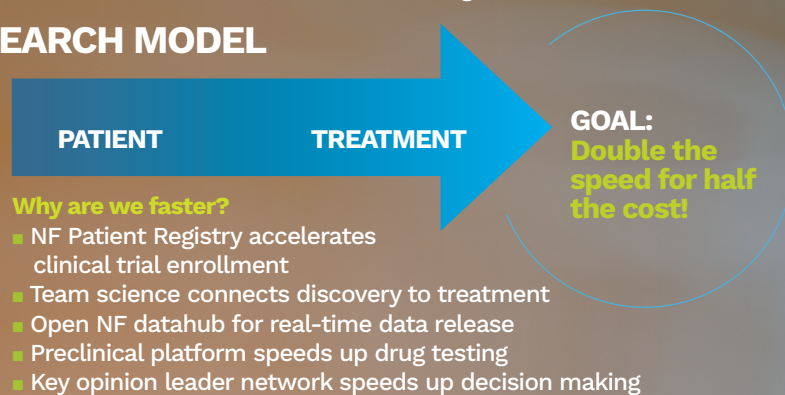 EARCH MODEL
PATIENT TREATMENT
GOAL:
Double the
speed for half
the cost!
Why are we faster?
▪ NF Patient Registry accelerates
clinical trial enrollment
▪ Team science connects discovery to treatment
▪ Open NF datahub for real-time data release
▪ Preclinical platform speeds up drug testing
▪ Key opinion leader network speeds up decision making